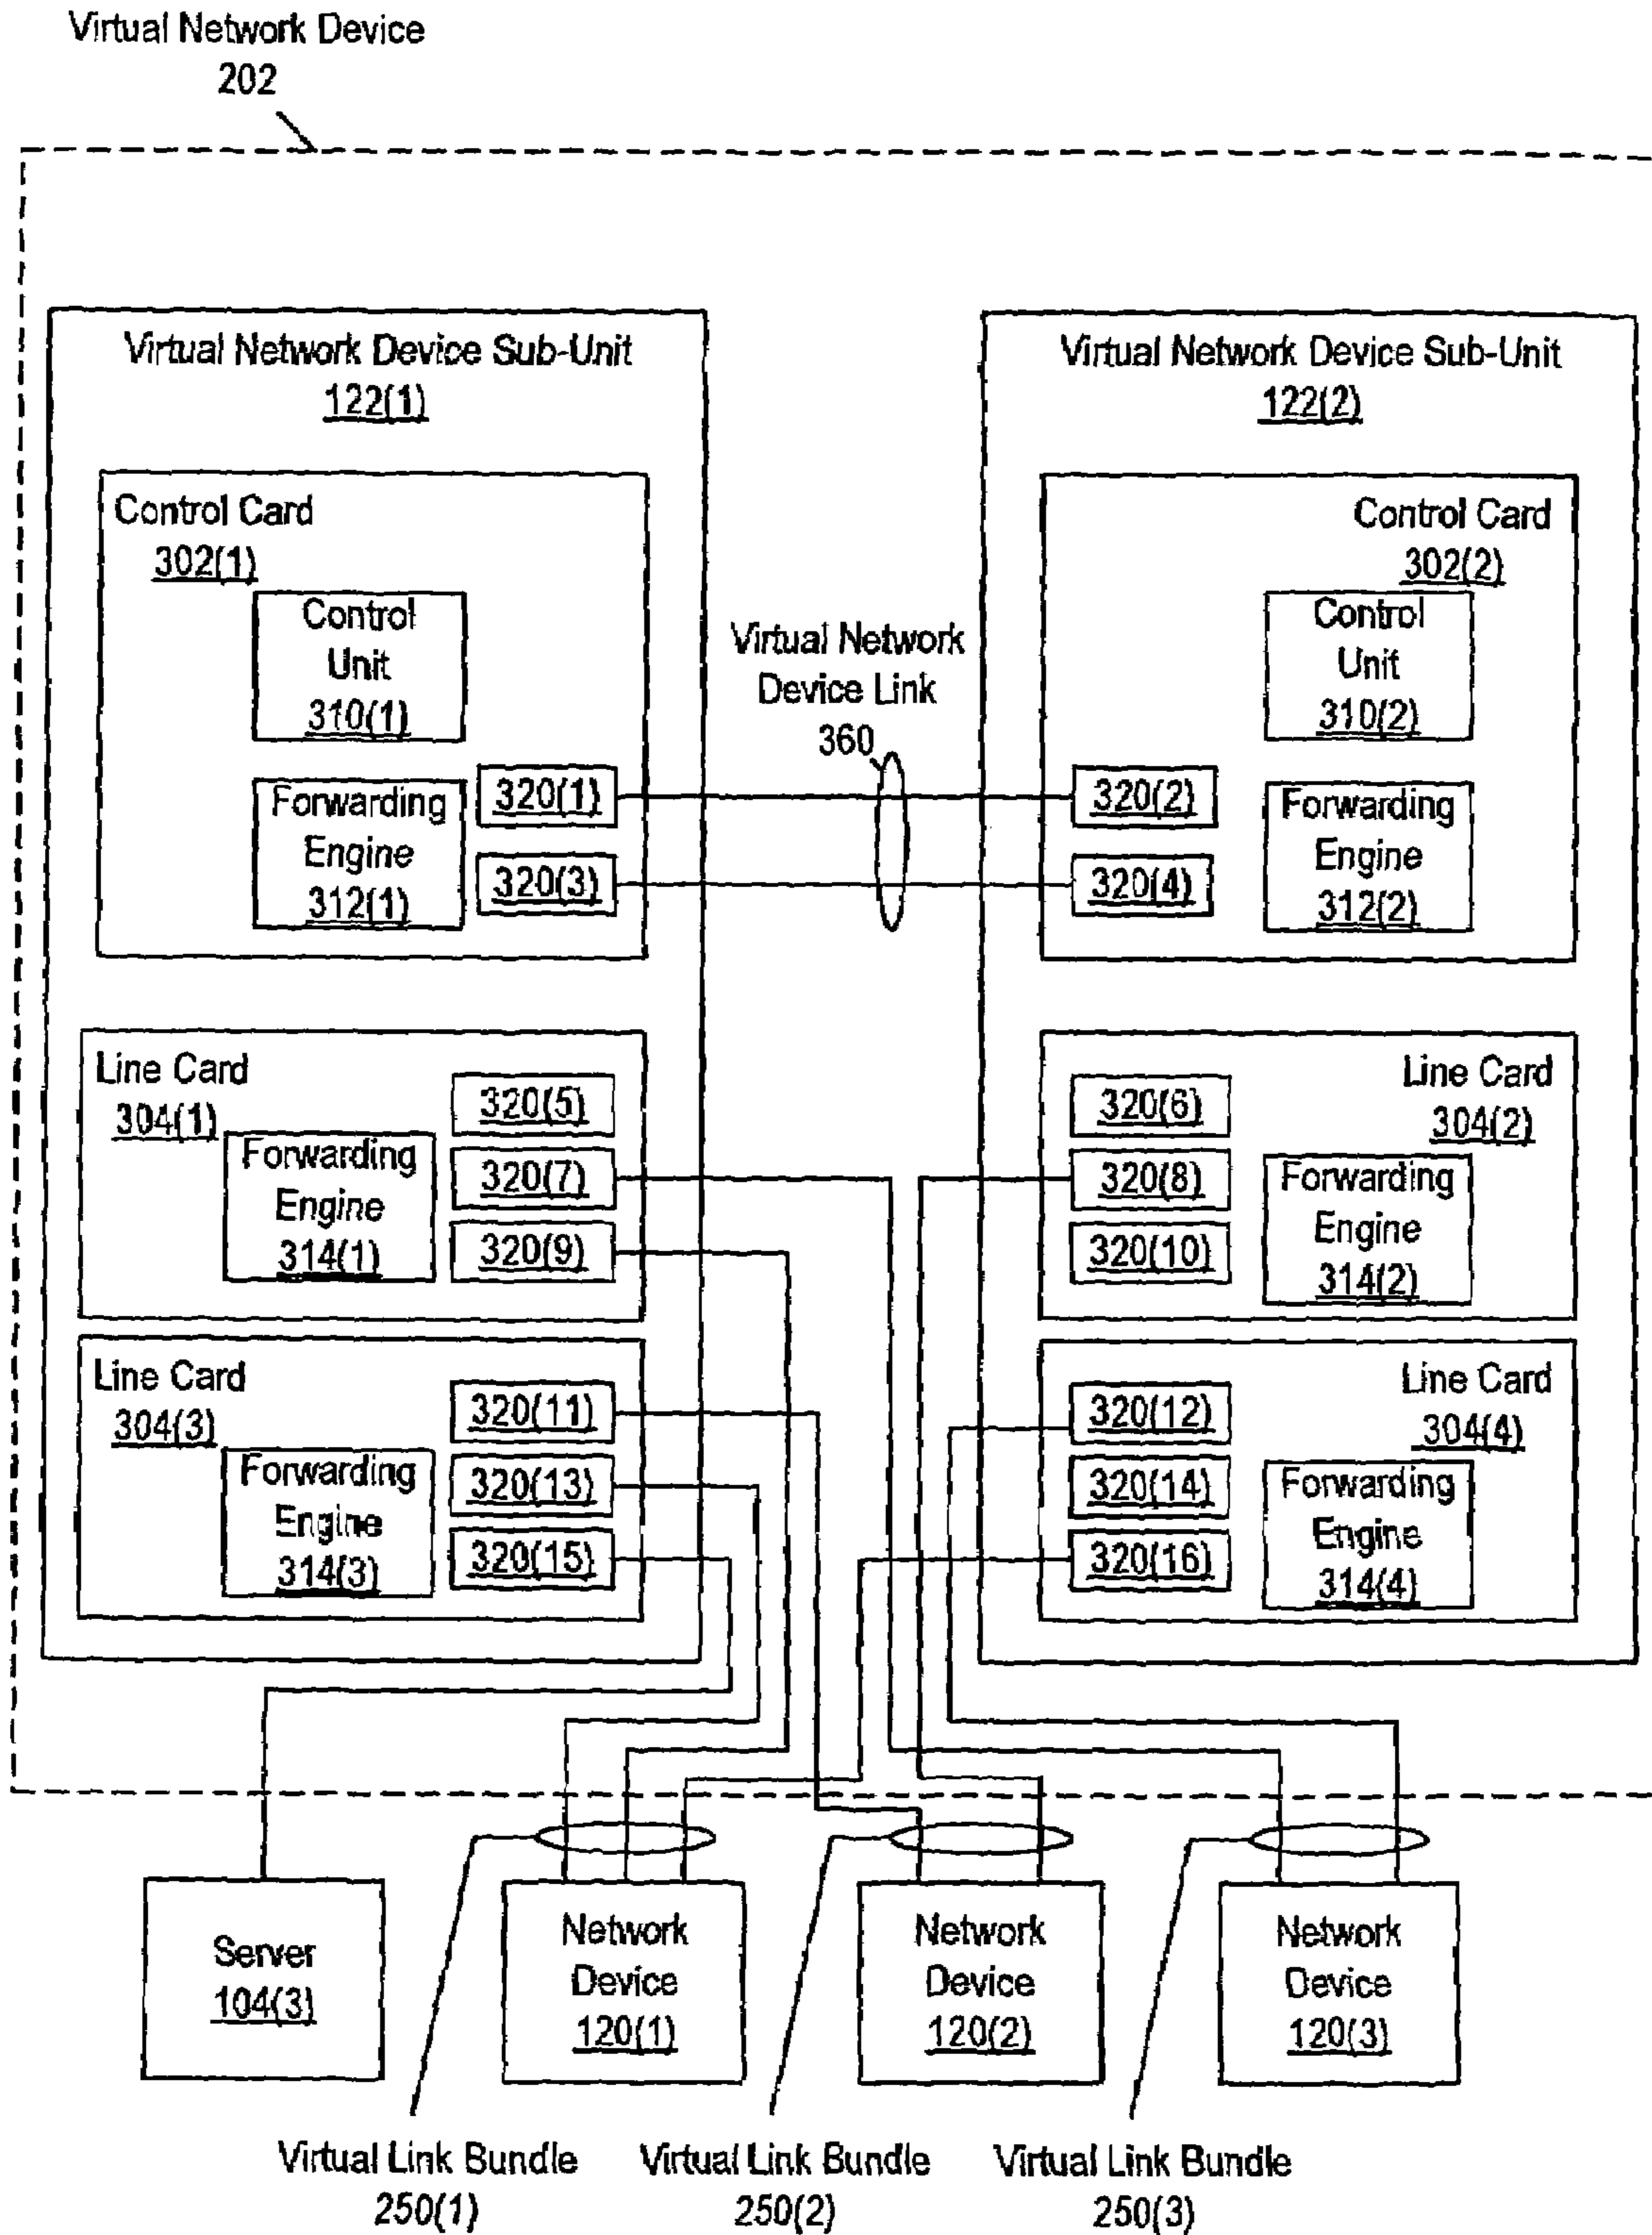 Virtual Network Device
202
Virtual Network Device Sub-Unit
122(1)
Control Card
302(1)
Control
Unit
310(1)
Forwarding
Engine
312(1)
320(1)
320(3)
Virtual Network
Device Link
360
Virtual Network Device Sub-Unit
122(2)
Control Card
302(2)
Control
Unit
310(2)
320(2)
320(4)
Forwarding
Engine
312(2)
Line Card
304(1)
Forwarding
Engine
314(1)
320(5)
320(7)
320(9)
Line Card
304(2)
320(6)
320(8)
320(10)
Forwarding
Engine
314(2)
Line Card
304(3)
Forwarding
Engine
314(3)
320(11)
320(13)
320(15)
Line Card
304(4)
320(12)
320(14)
320(16)
Forwarding
Engine
314(4)
Server
104(3)
Network
Device
120(1)
Network
Device
120(2)
Network
Device
120(3)
Virtual Link Bundle
250(1)
Virtual Link Bundle
250(2)
Virtual Link Bundle
250(3)